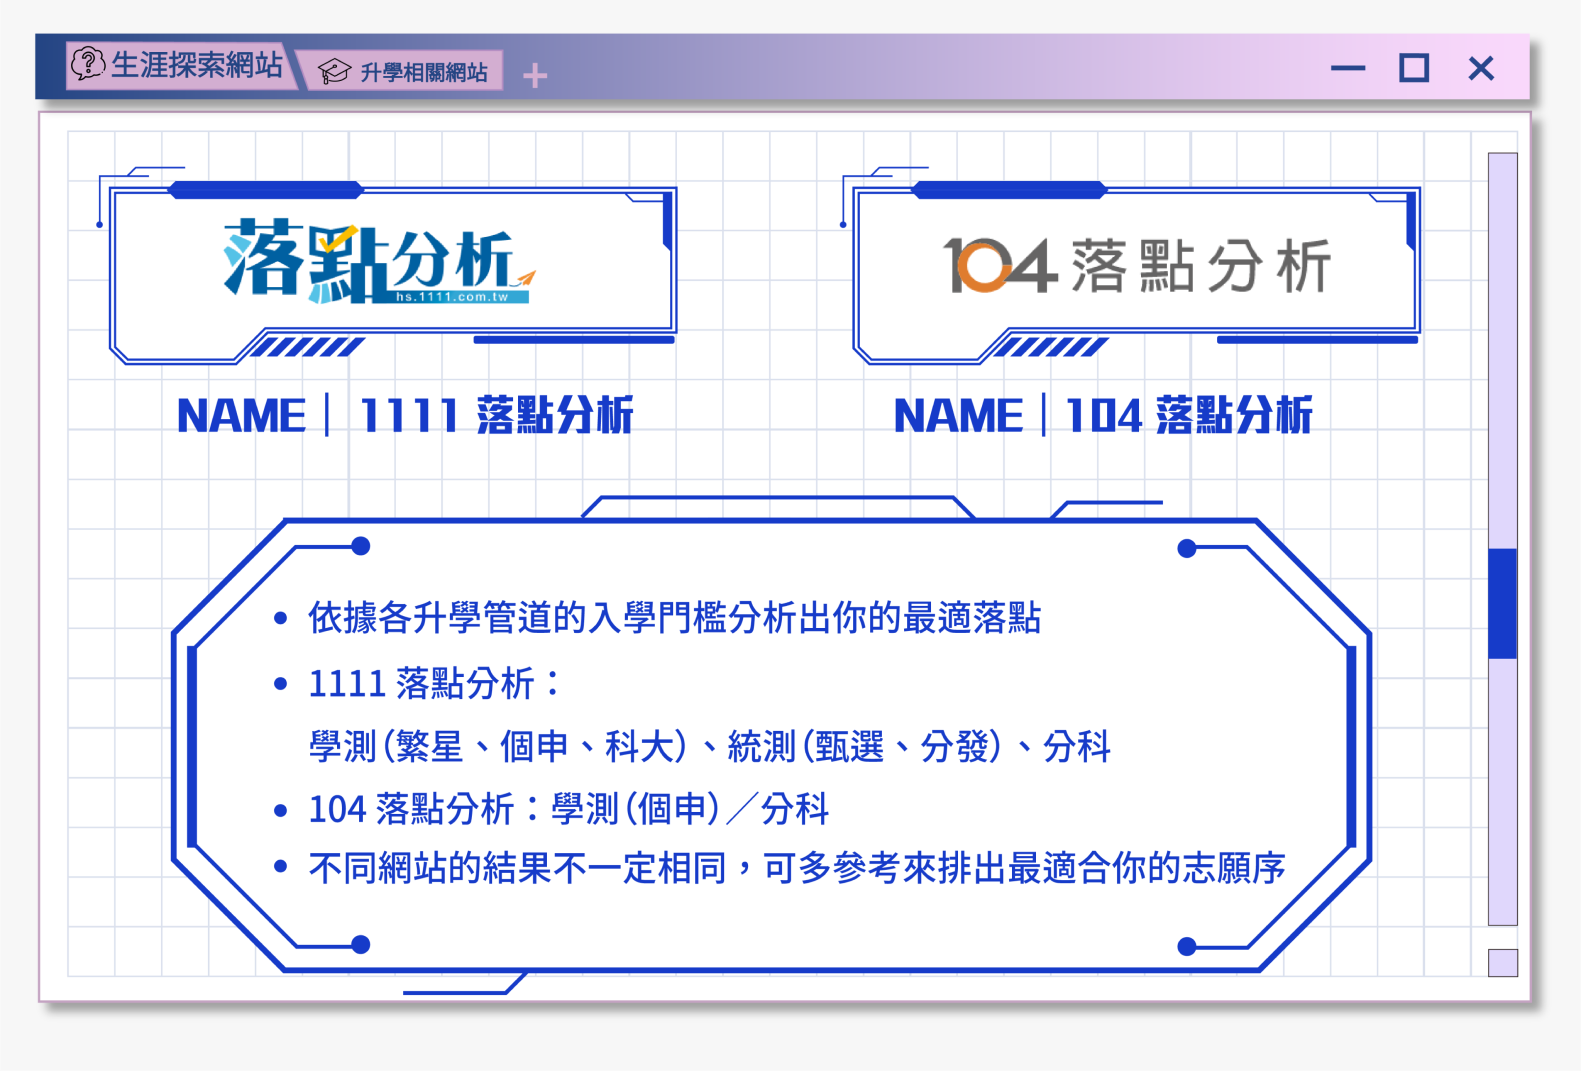 生涯探索網站
升學相關網站
落點分析
hs.1111.com.tw
104 落點分析
NAME｜ 1111 落點分析
NAME｜104 落點分析
依據各升學管道的入學門檻分析出你的最適落點
1111 落點分析：
學測（繁星、個申、科大）、統測（甄選、分發）、分科
104 落點分析：學測（個申）／分科
不同網站的結果不一定相同，可多參考來排出最適合你的志願序